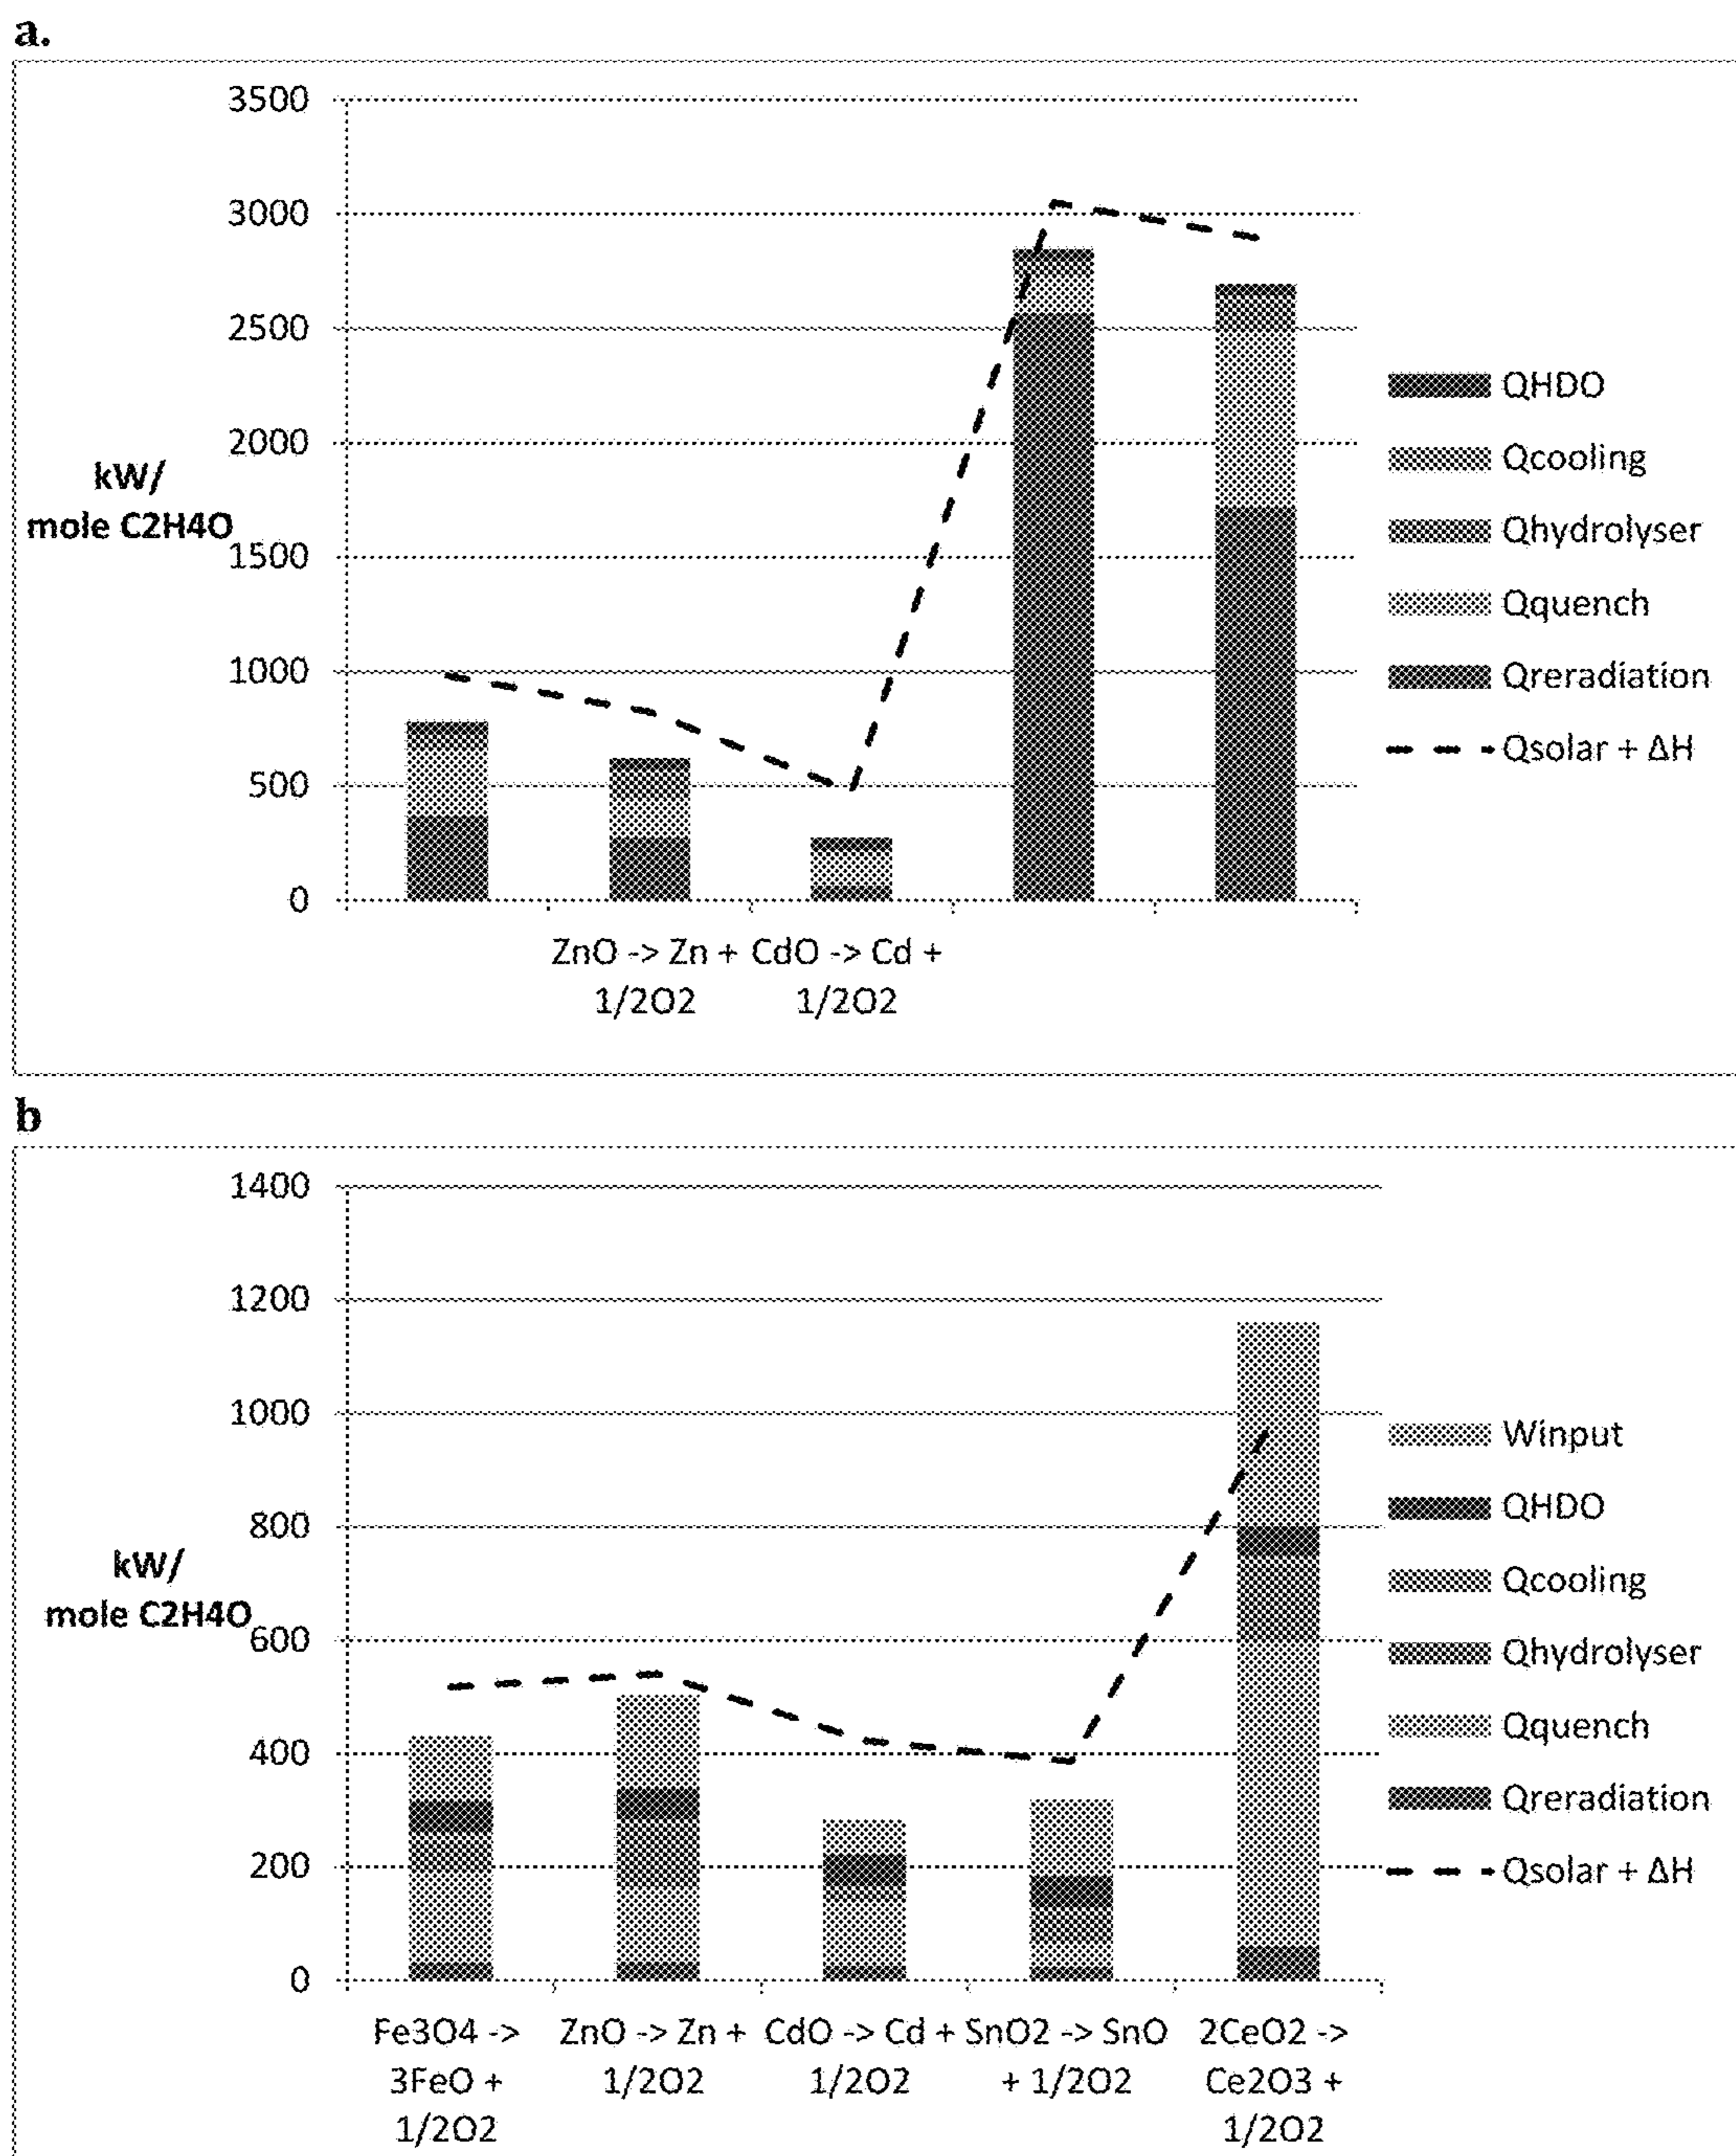 a.
3500
3000
2500
2000
1500
1000
500
0
kW/
mole C2H4O
ZnO -> Zn + CdO -> Cd +
1/2O2 1/2O2
QHDO
Qcooling
Qhydrolyser
Qquench
Qreradiation
Qsolar + ΔH
b
1400
1200
1000
800
600
400
200
0
kW/
mole C2H4O
Fe3O4 -> ZnO -> Zn + CdO -> Cd + SnO2 -> SnO 2CeO2 ->
3FeO + 1/2O2 1/2O2 + 1/2O2 Ce2O3 +
1/2O2 1/2O2
Winput
QHDO
Qcooling
Qhydrolyser
Qquench
Qreradiation
Qsolar + ΔH